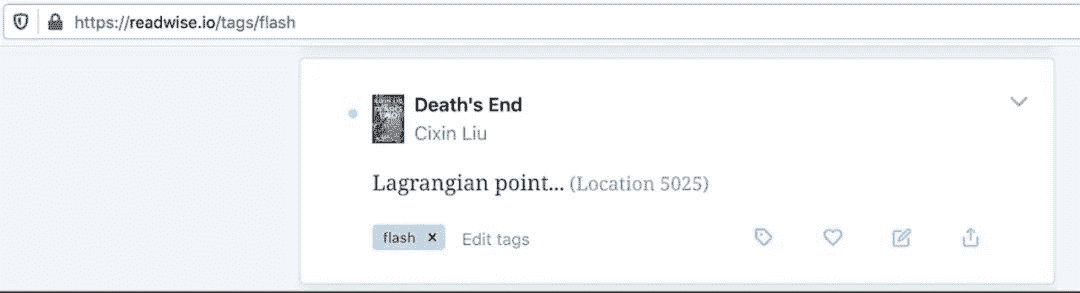 https://readwise.io/tags/flash
Death's End
Cixin Liu
Lagrangian point... (Location 5025)
flash × Edit tags